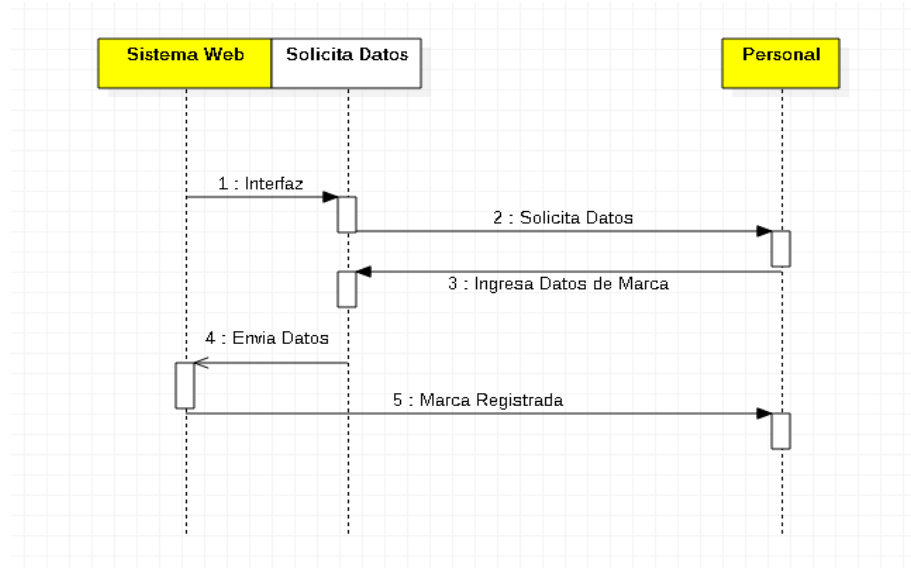 Sistema Web
Solicita Datos
Personal
1 : Interfaz
2 : Solicita Datos
3 : Ingresa Datos de Marca
4 : Envia Datos
5 : Marca Registrada